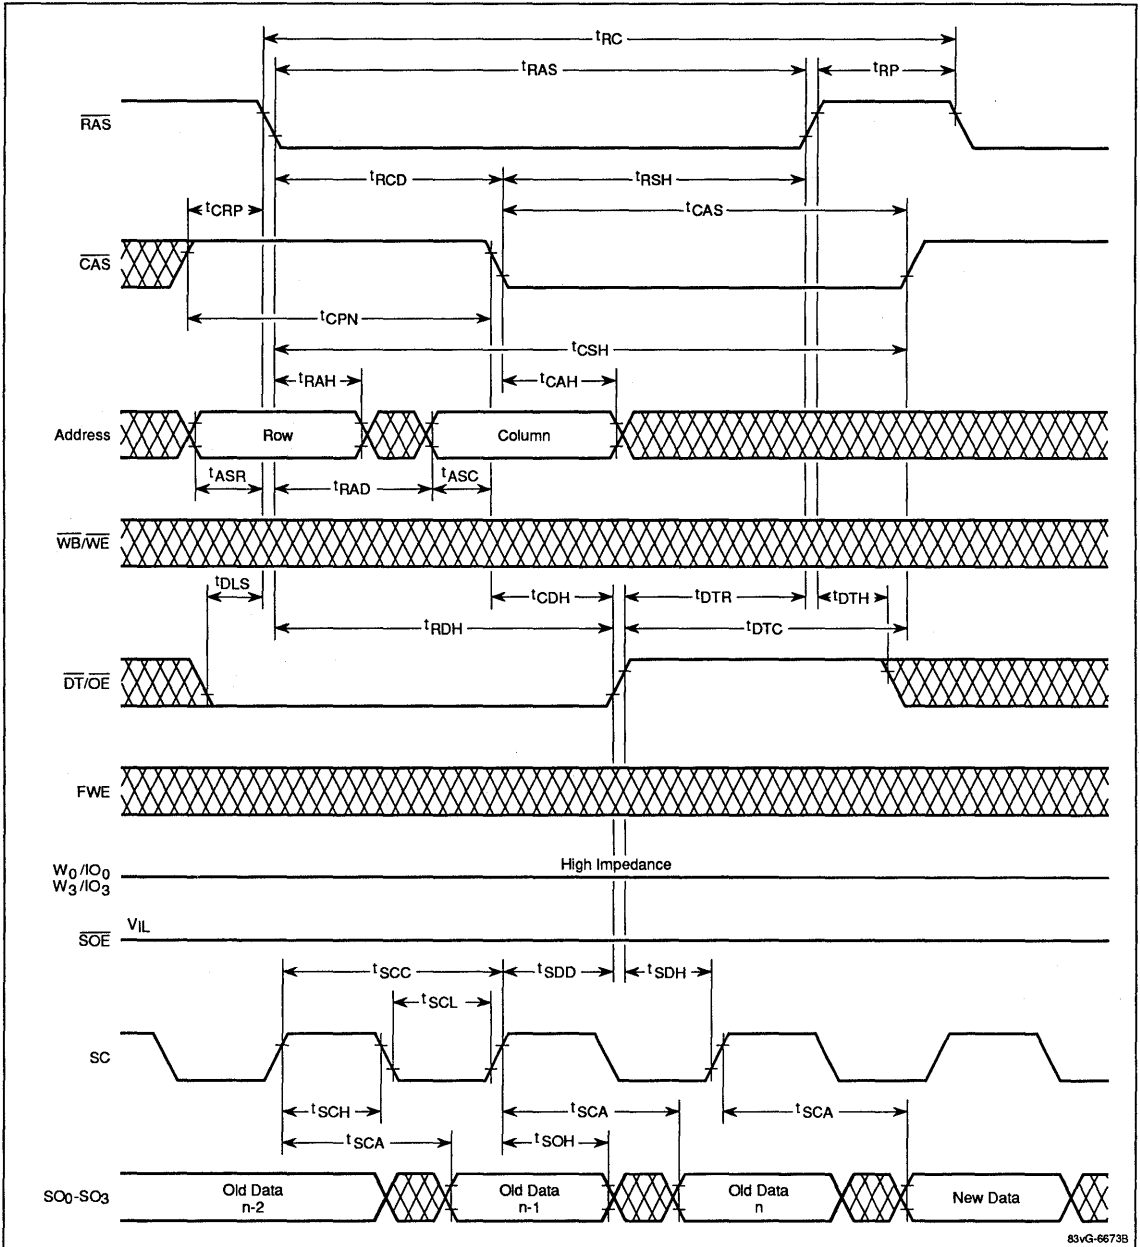 tRC
tRAS
tRP
RAS
tRCD
tRSH
tCRP
tCAS
CAS
tCPN
tCSH
tRAH
tCAH
Address
Row
Column
tASR
tRAD
tASC
WB/WE
tDLS
tCDH
tDTR
tDTH
tRDH
tDTC
DT/OE
FWE
W0/IO0
W3/IO3
High Impedance
VIL
SOE
tSCC
tSDD
tSDH
tSCL
SC
tSCH
tSCA
tSCA
tSCA
tSOH
SO0-SO3
Old Data
n-2
Old Data
n-1
Old Data
n
New Data
83vG-6673B